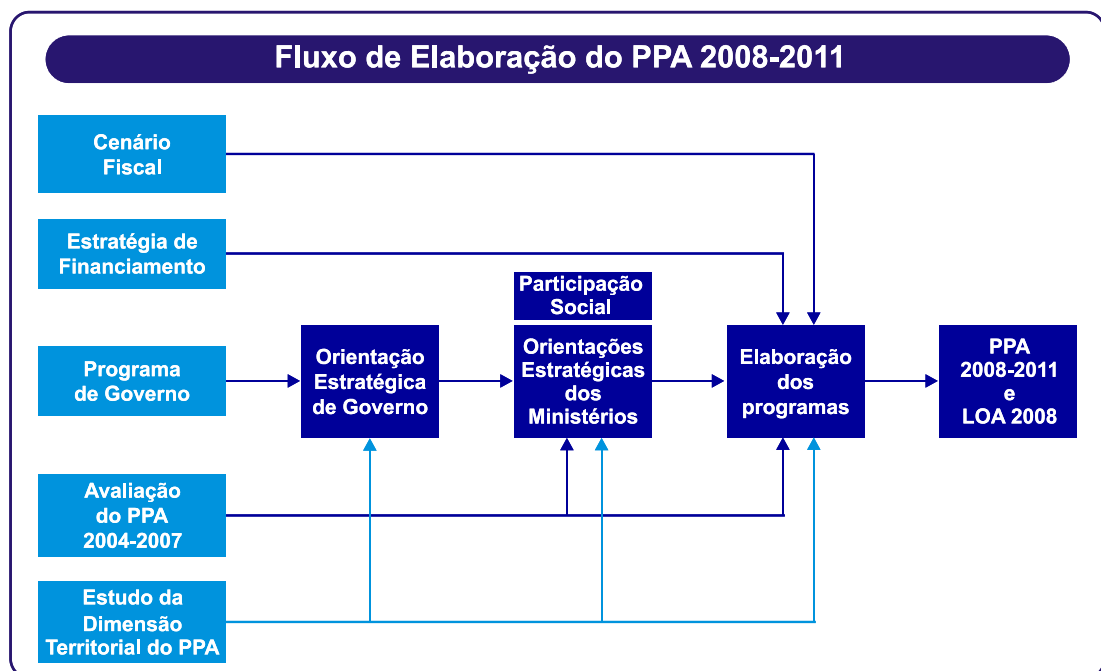 Fluxo de Elaboração do PPA 2008-2011
Cenário
Fiscal
Estratégia de
Financiamento
Participação
Social
Programa
de Governo
Orientação
Estratégica
de Governo
Orientações
Estratégicas
dos
Ministérios
Elaboração
dos
programas
PPA
2008-2011
e
LOA 2008
Avaliação
do PPA
2004-2007
Estudo da
Dimensão
Territorial do PPA